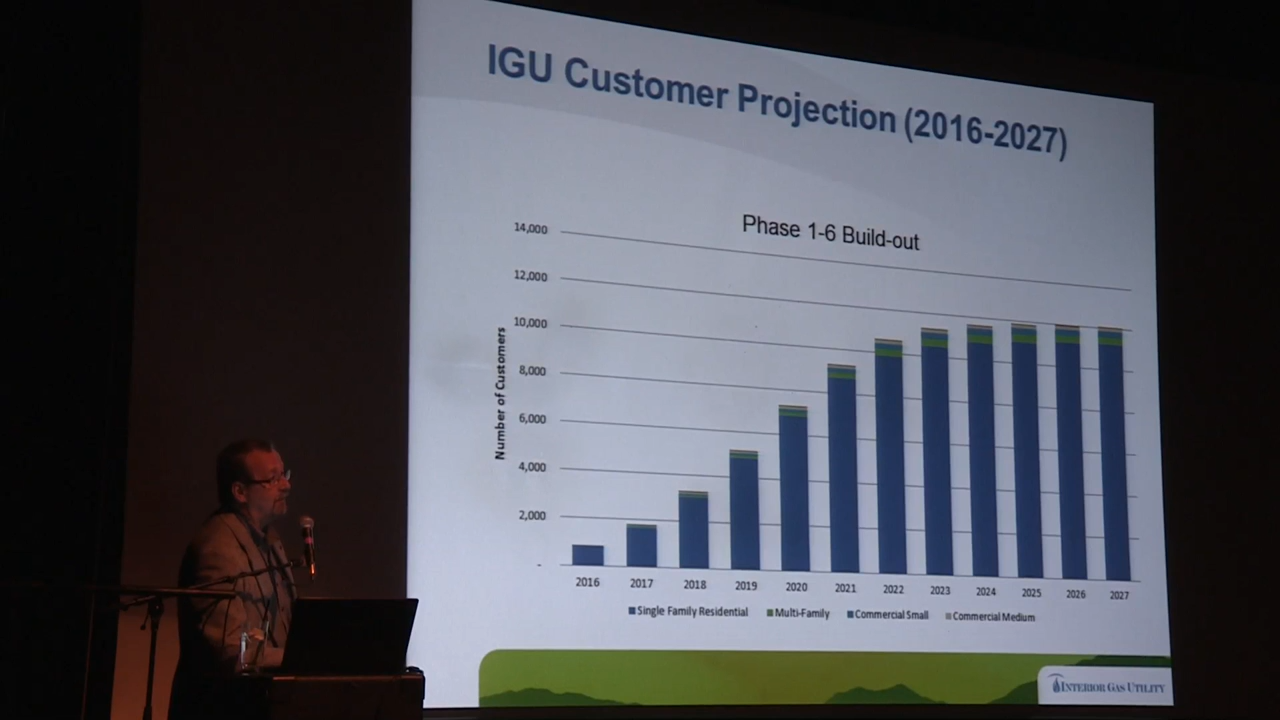 IGU Customer Projection (2016-2027)
Phase 1-6 Build-out
Number of Customers
14,000
12,000
10,000
8,000
6,000
4,000
2,000
-
2016 2017 2018 2019 2020 2021 2022 2023 2024 2025 2026 2027
Single Family Residential Multi-Family Commercial Small Commercial Medium
INTERIOR GAS UTILITY